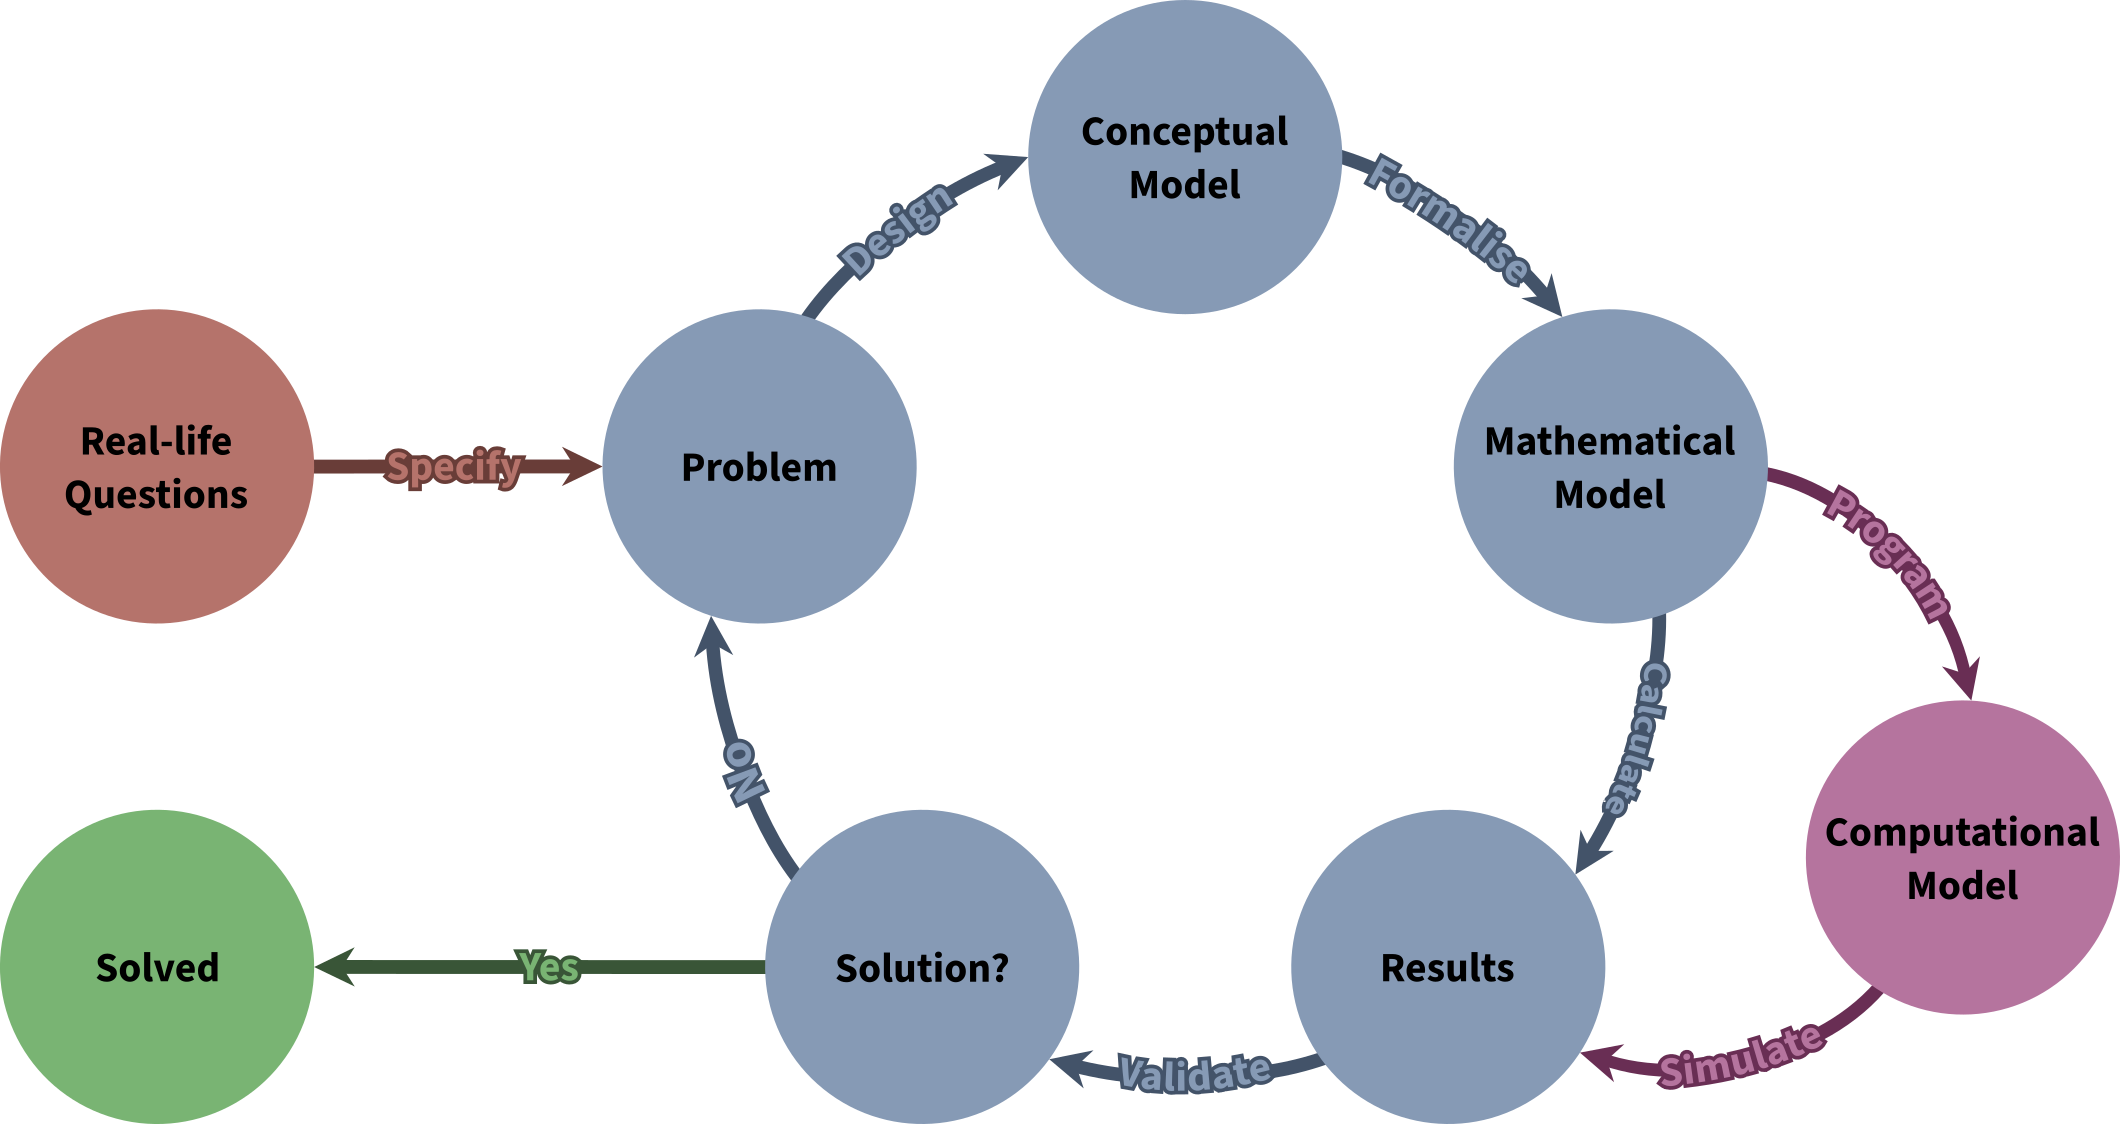 Conceptual
Model
Design
Formalise
Real-life
Questions
Specify
Problem
Mathematical
Model
Program
Calculate
No
Computational
Model
Solved
Yes
Solution?
Results
Validate
Simulate